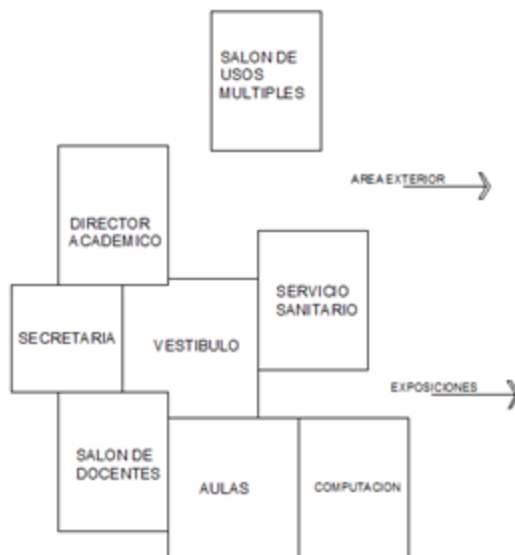 SALON DE
USOS
MULTIPLES
AREA EXTERIOR
DIRECTOR
ACADEMICO
SERVICIO
SANITARIO
SECRETARIA
VESTIBULO
EXPOSICIONES
SALON DE
DOCENTES
AULAS
COMPUTACION